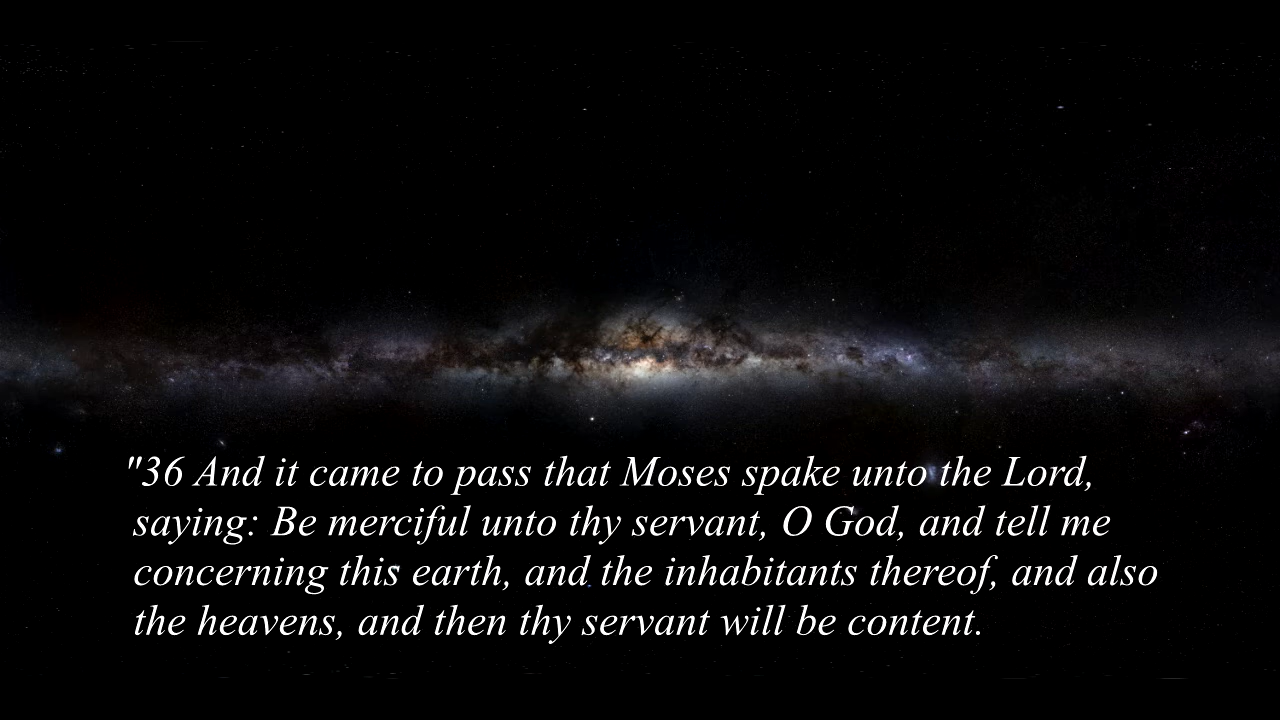 "36 And it came to pass that Moses spake unto the Lord,
saying: Be merciful unto thy servant, O God, and tell me
concerning this earth, and the inhabitants thereof, and also
the heavens, and then thy servant will be content.